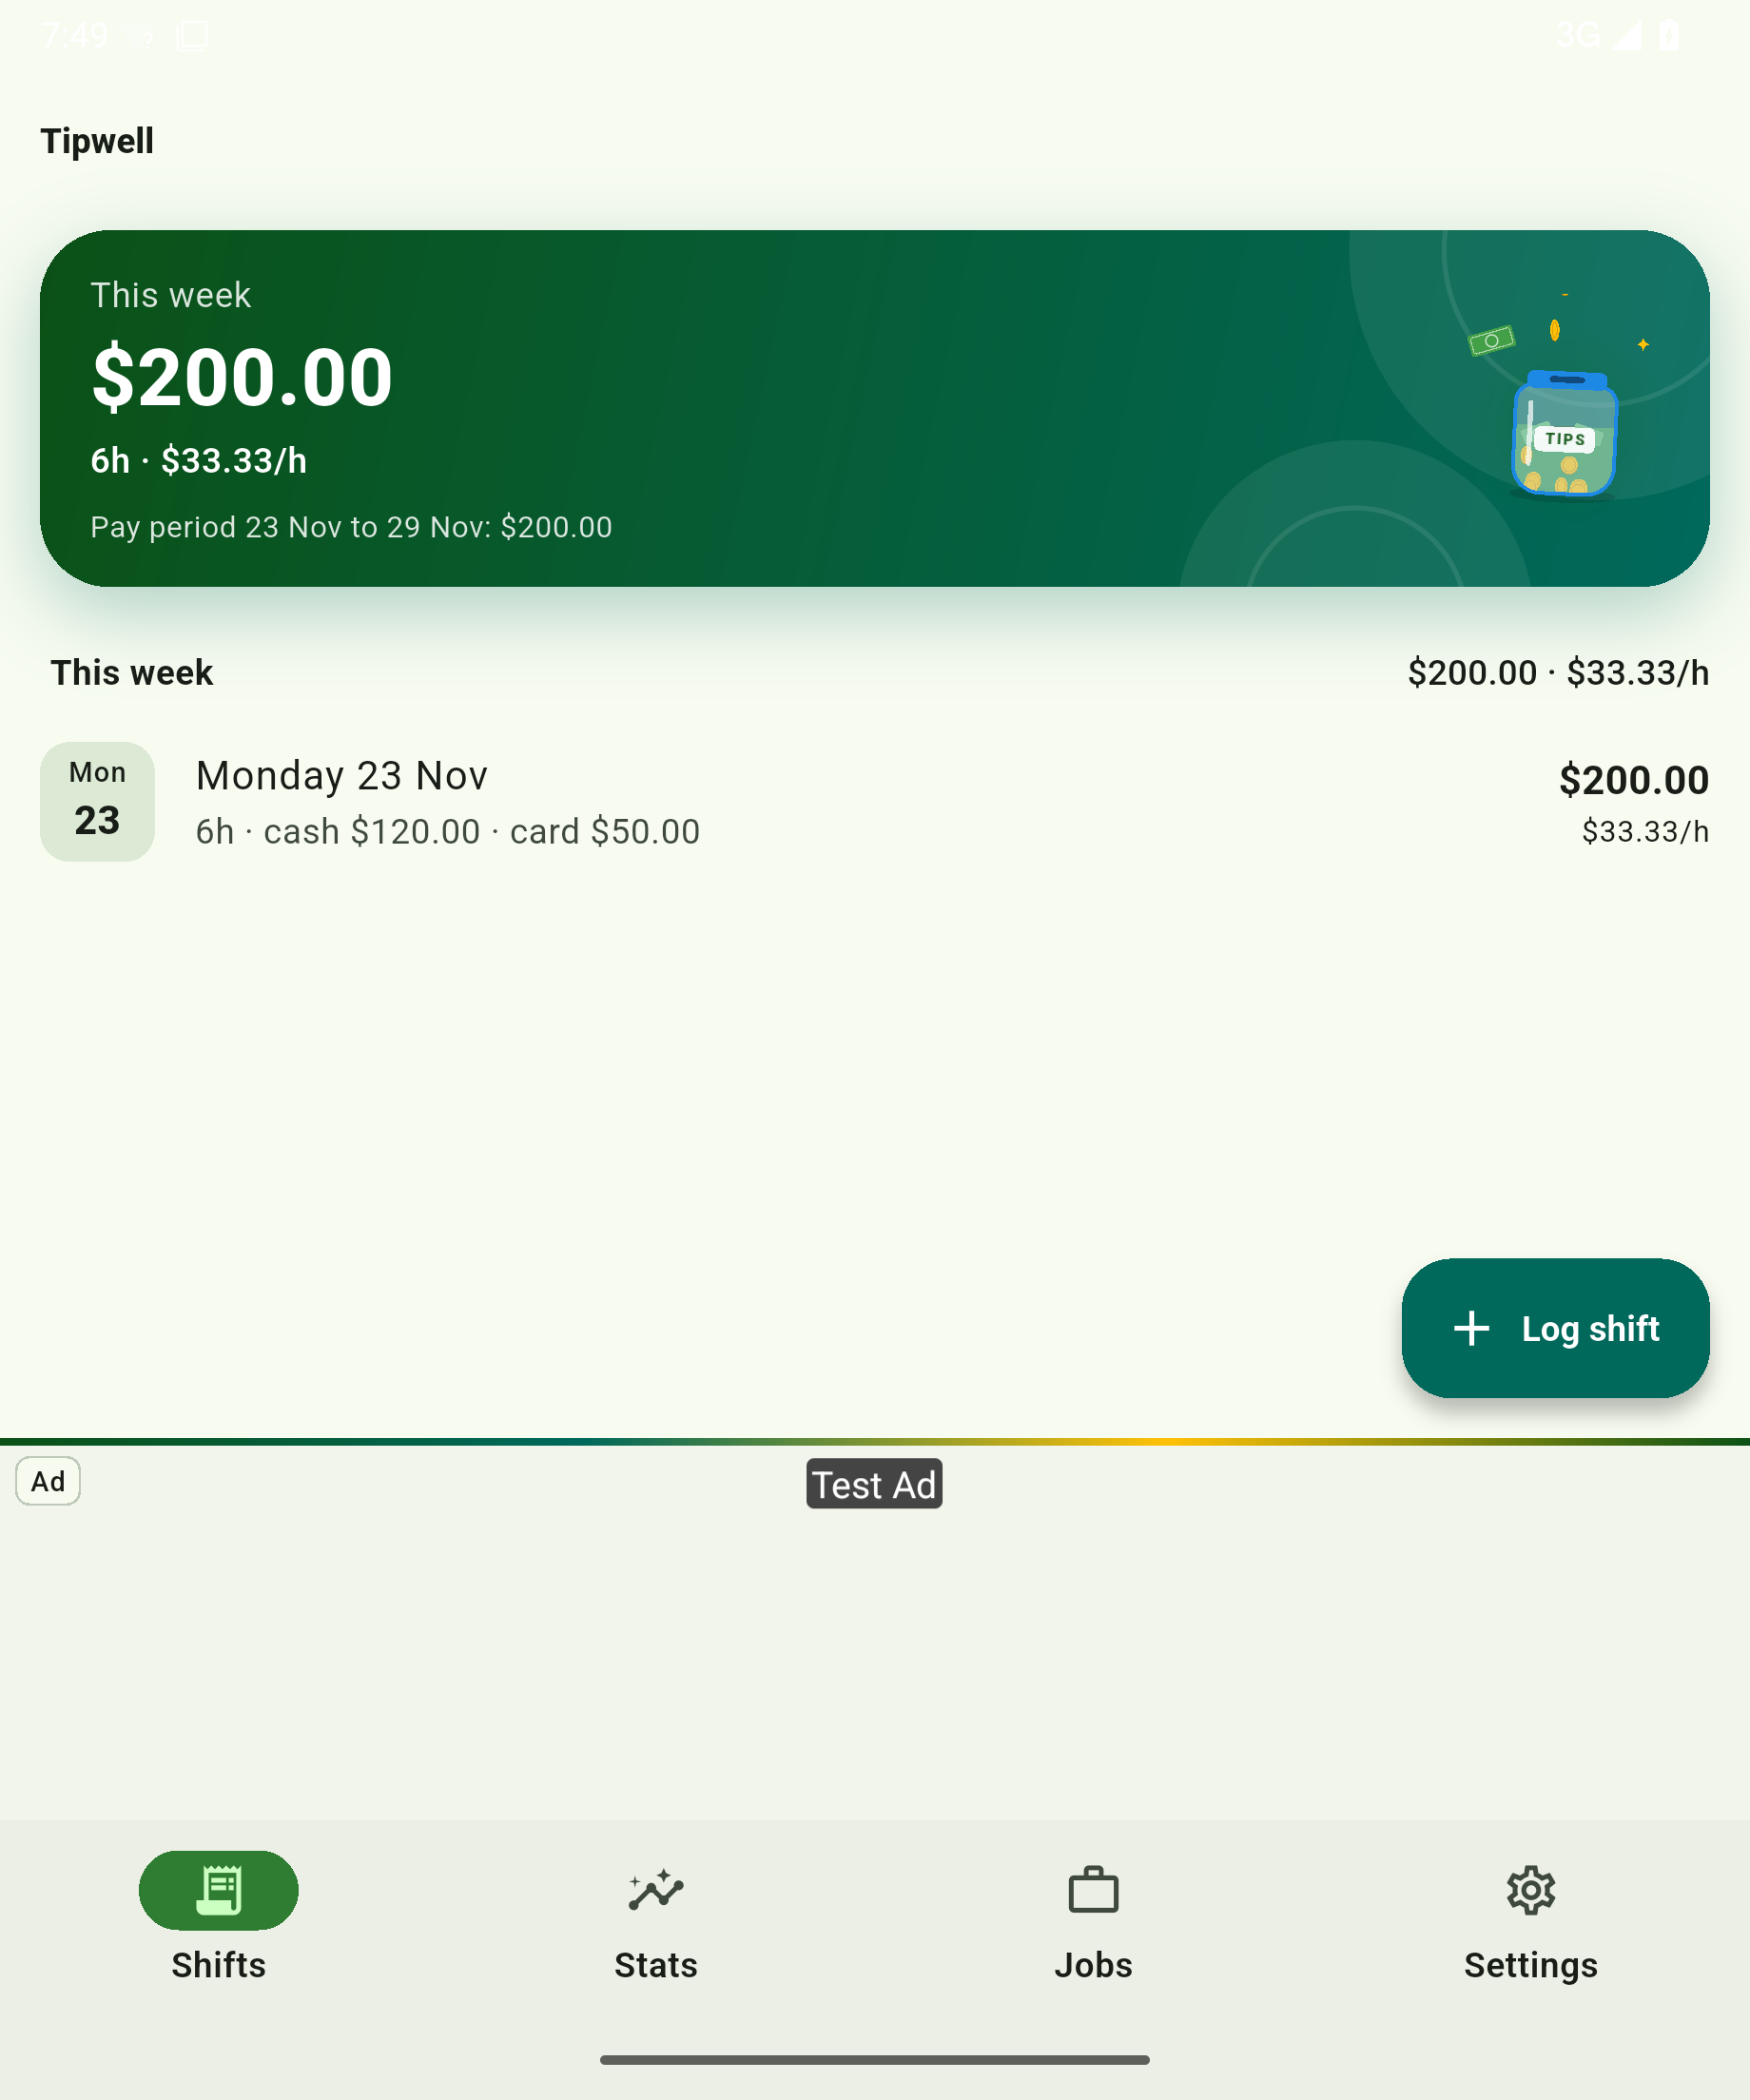 7:49
3G
Tipwell
This week
$200.00
6h · $33.33/h
Pay period 23 Nov to 29 Nov: $200.00
TIPS
This week
$200.00 · $33.33/h
Mon
23
Monday 23 Nov
6h · cash $120.00 · card $50.00
$200.00
$33.33/h
Log shift
Ad
Test Ad
Shifts
Stats
Jobs
Settings